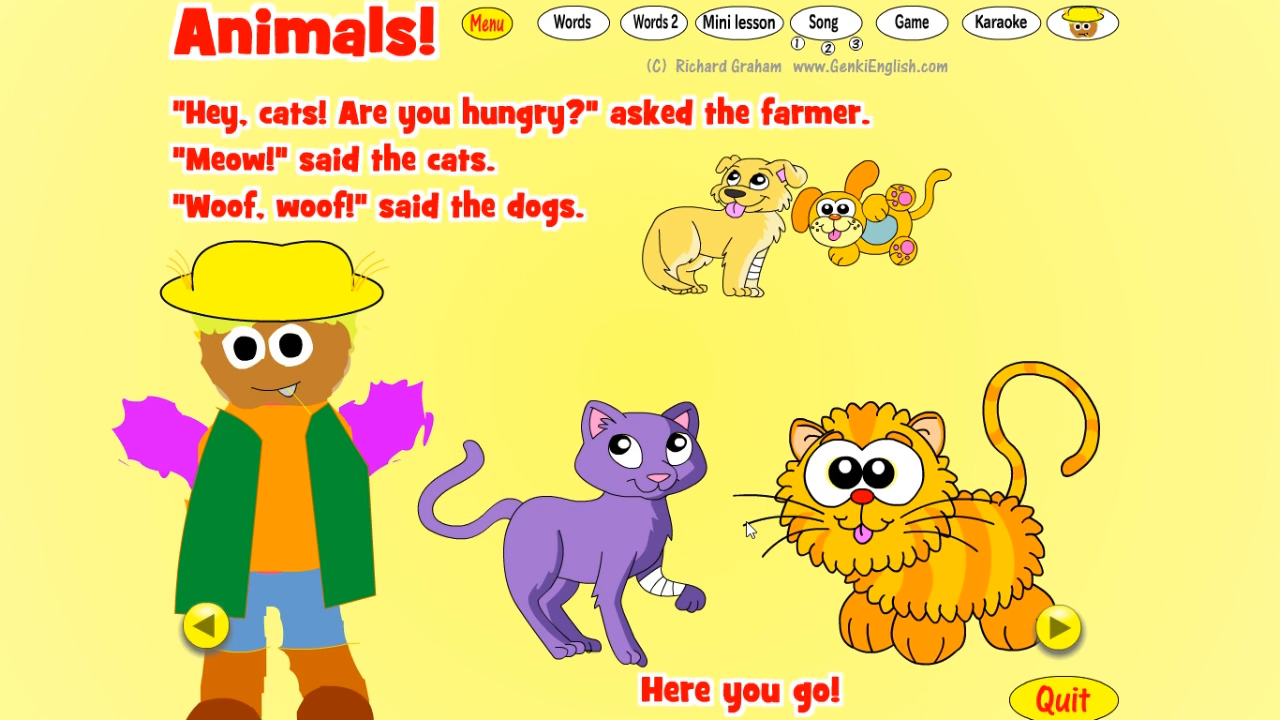 Animals!
Menu
Words
Words 2
Mini lesson
Song
Game
Karaoke
1
2
3
(C) Richard Graham www.GenkiEnglish.com
"Hey, cats! Are you hungry?" asked the farmer.
"Meow!" said the cats.
"Woof, woof!" said the dogs.
Here you go!
Quit